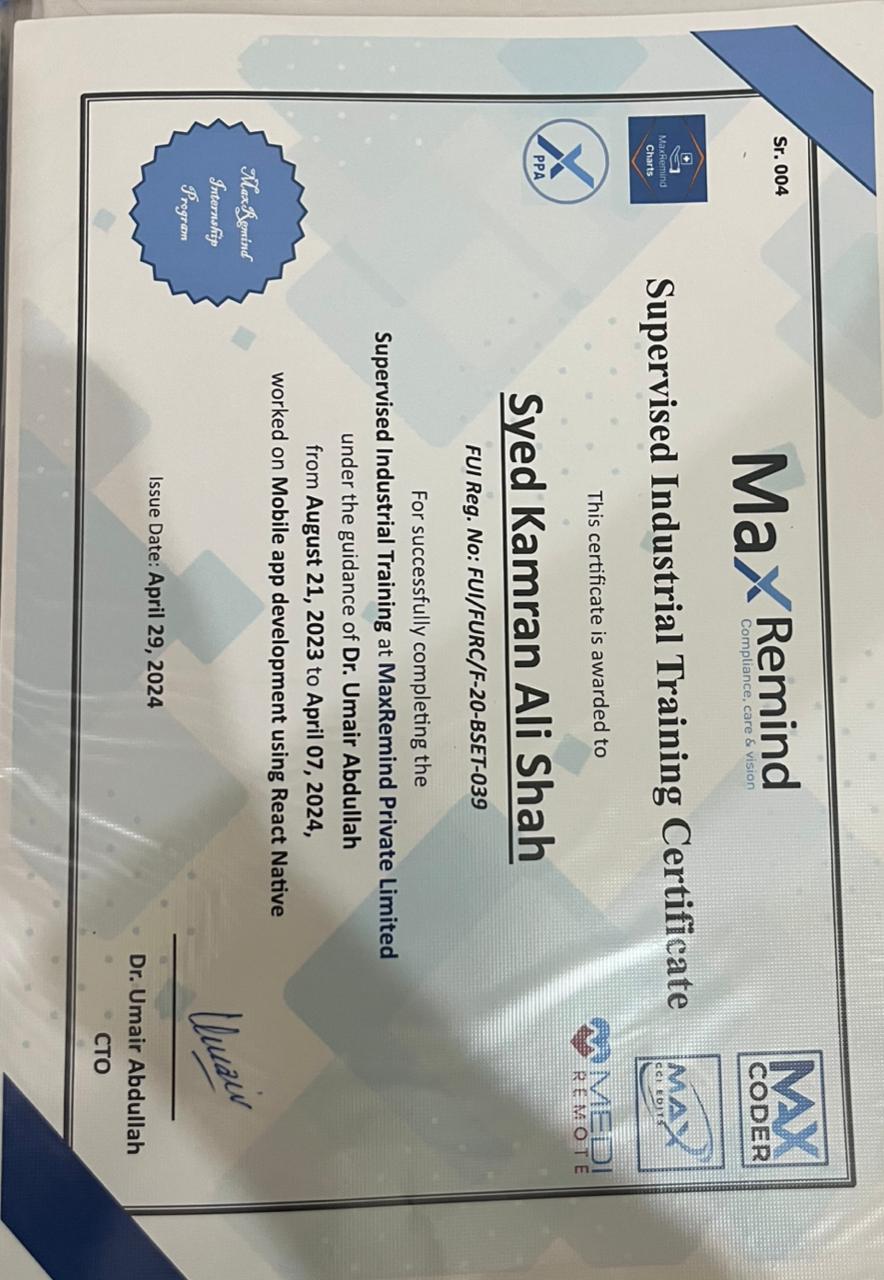 Sr. 004
MaxRemind
Compliance, care & vision
MAX
CODER
MaxRemind
Charts
Supervised Industrial Training Certificate
MAX
CCI EDITS
PPA
This certificate is awarded to
MEDI
REMOTE
Syed Kamran Ali Shah
FUI Reg. No: FUI/FURC/F-20-BSET-039
For successfully completing the
Supervised Industrial Training at MaxRemind Private Limited
under the guidance of Dr. Umair Abdullah
from August 21, 2023 to April 07, 2024,
worked on Mobile app development using React Native
MaxRemind
Internship
Program
Umair
Issue Date: April 29, 2024
Dr. Umair Abdullah
CTO